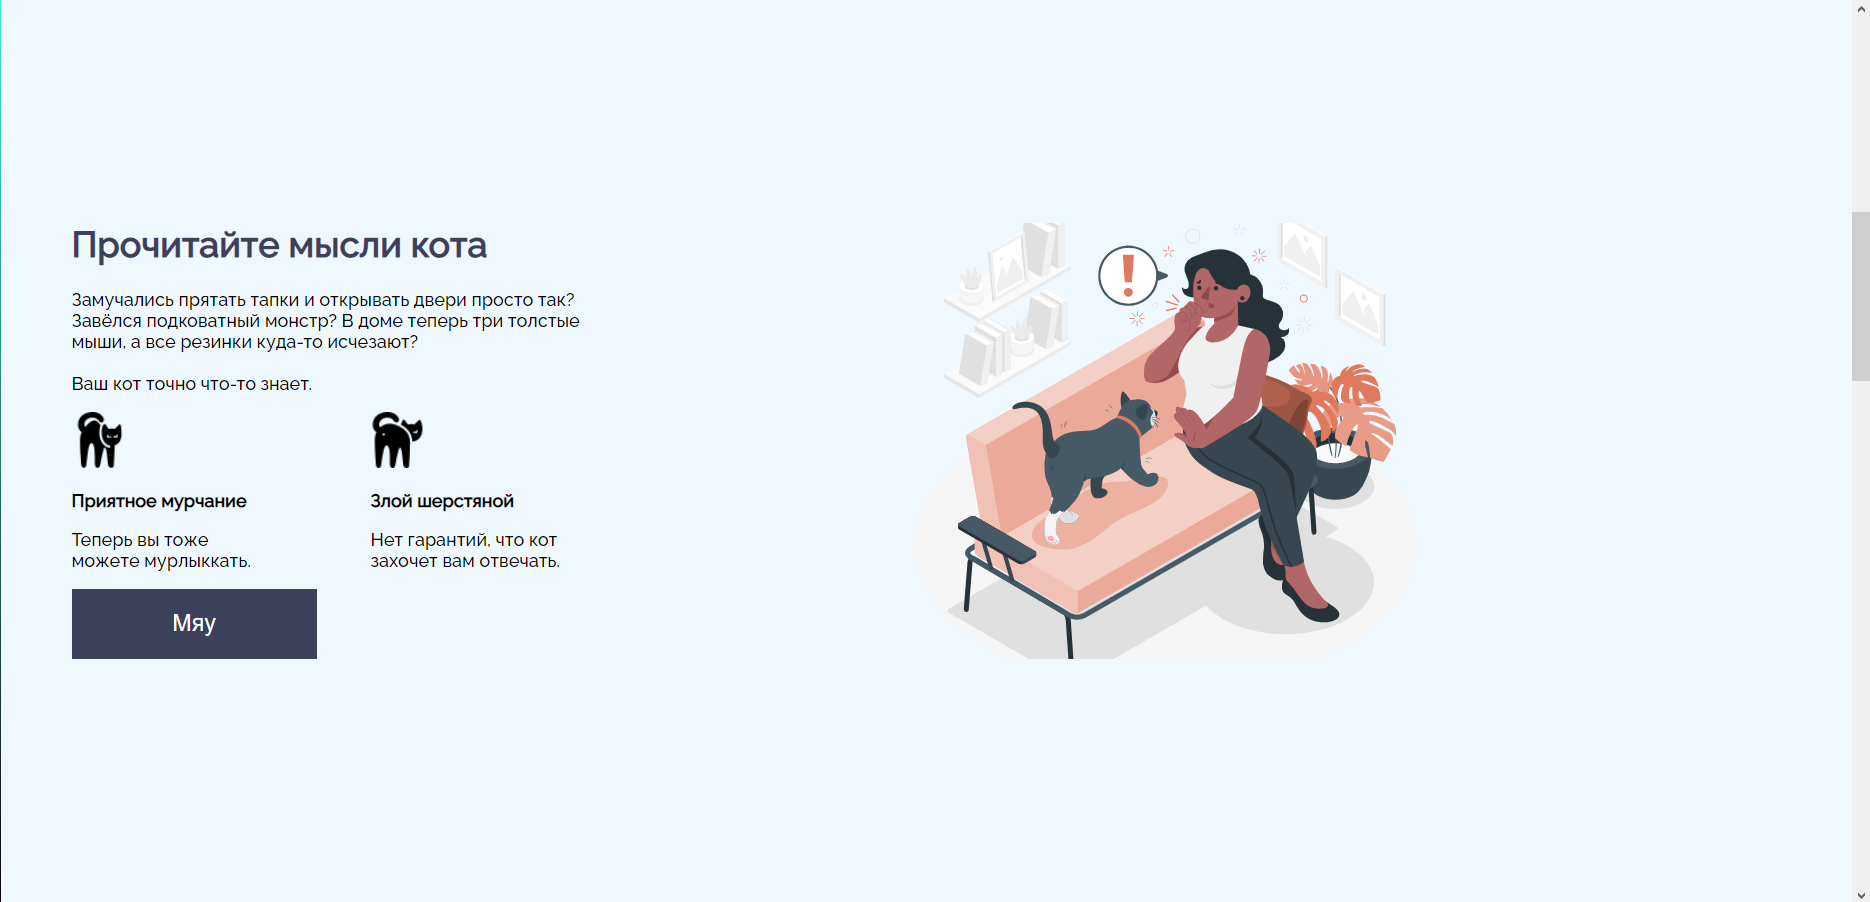 Прочитайте мысли кота
Замучались прятать тапки и открывать двери просто так?
Завёлся подковатный монстр? В доме теперь три толстые
мыши, а все резинки куда-то исчезают?
Ваш кот точно что-то знает.
Приятное мурчание
Теперь вы тоже
можете мурлыккать.
Злой шерстяной
Нет гарантий, что кот
захочет вам отвечать.
Мяу
!